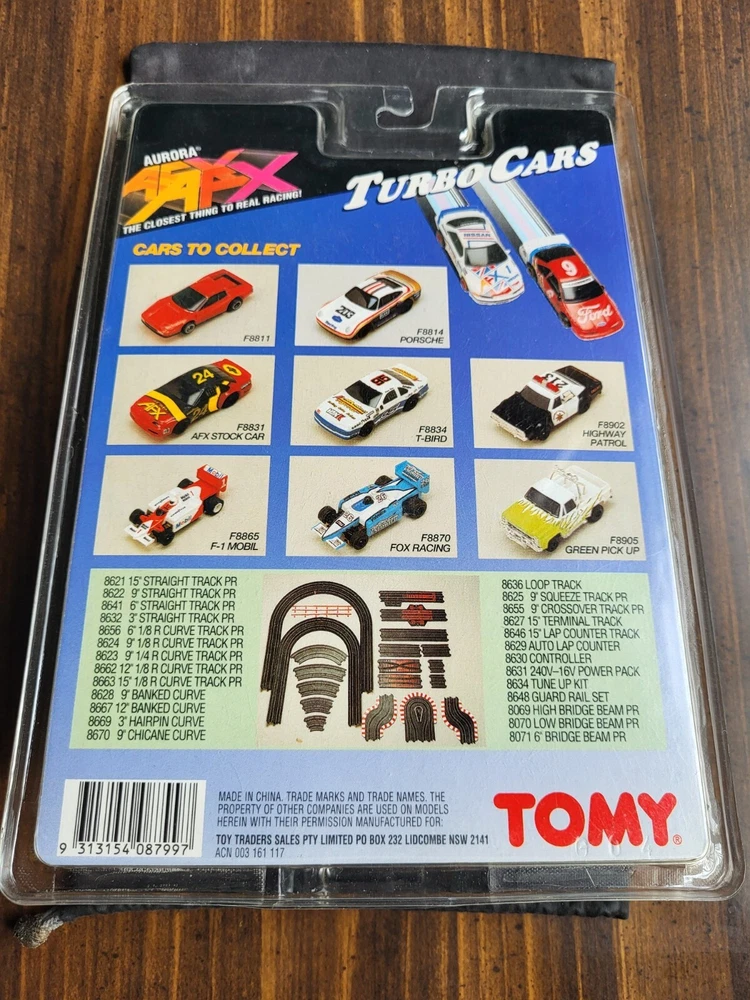 AURORA®
AFX
THE CLOSEST THING TO REAL RACING!
TURBO CARS
CARS TO COLLECT
NISSAN
1
9
Ford
F8811
203
F8814
PORSCHE
24
AFX
F8831
AFX STOCK CAR
F8834
T-BIRD
213
F8902
HIGHWAY
PATROL
Mobil
1
F8865
F-1 MOBIL
F8870
FOX RACING
F8905
GREEN PICK UP
8621 15" STRAIGHT TRACK PR
8622 9" STRAIGHT TRACK PR
8641 6" STRAIGHT TRACK PR
8632 3" STRAIGHT TRACK PR
8656 6" 1/8 R CURVE TRACK PR
8624 9" 1/8 R CURVE TRACK PR
8623 9" 1/4 R CURVE TRACK PR
8662 12" 1/8 R CURVE TRACK PR
8663 15" 1/8 R CURVE TRACK PR
8628 9" BANKED CURVE
8667 12" BANKED CURVE
8669 3" HAIRPIN CURVE
8670 9" CHICANE CURVE
8636 LOOP TRACK
8625 9" SQUEEZE TRACK PR
8655 9" CROSSOVER TRACK PR
8627 15" TERMINAL TRACK
8646 15" LAP COUNTER TRACK
8629 AUTO LAP COUNTER
8630 CONTROLLER
8631 240V–16V POWER PACK
8634 TUNE UP KIT
8648 GUARD RAIL SET
8069 HIGH BRIDGE BEAM PR
8070 LOW BRIDGE BEAM PR
8071 6" BRIDGE BEAM PR
9 313154 087997
MADE IN CHINA. TRADE MARKS AND TRADE NAMES. THE
PROPERTY OF OTHER COMPANIES ARE USED ON MODELS
HEREIN WITH THEIR PERMISSION MANUFACTURED FOR:
TOY TRADERS SALES PTY LIMITED PO BOX 232 LIDCOMBE NSW 2141
ACN 003 161 117
TOMY®